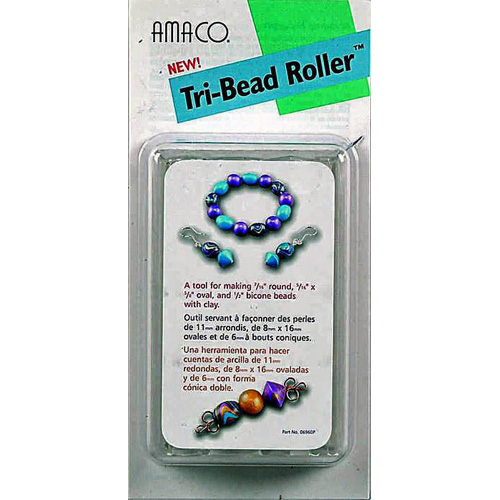 AMACO.
NEW!
Tri-Bead Roller™
A tool for making 7/16" round, 5/16" x
5/8" oval, and 1/2" bicone beads
with clay.
Outil servant à façonner des perles
de 11mm arrondis, de 8mm x 16mm
ovales et de 6mm à bouts coniques.
Una herramienta para hacer
cuentas de arcilla de 11mm
redondas, de 8mm x 16mm ovaladas
y de 6mm con forma
cónica doble.
Part No. 06960P